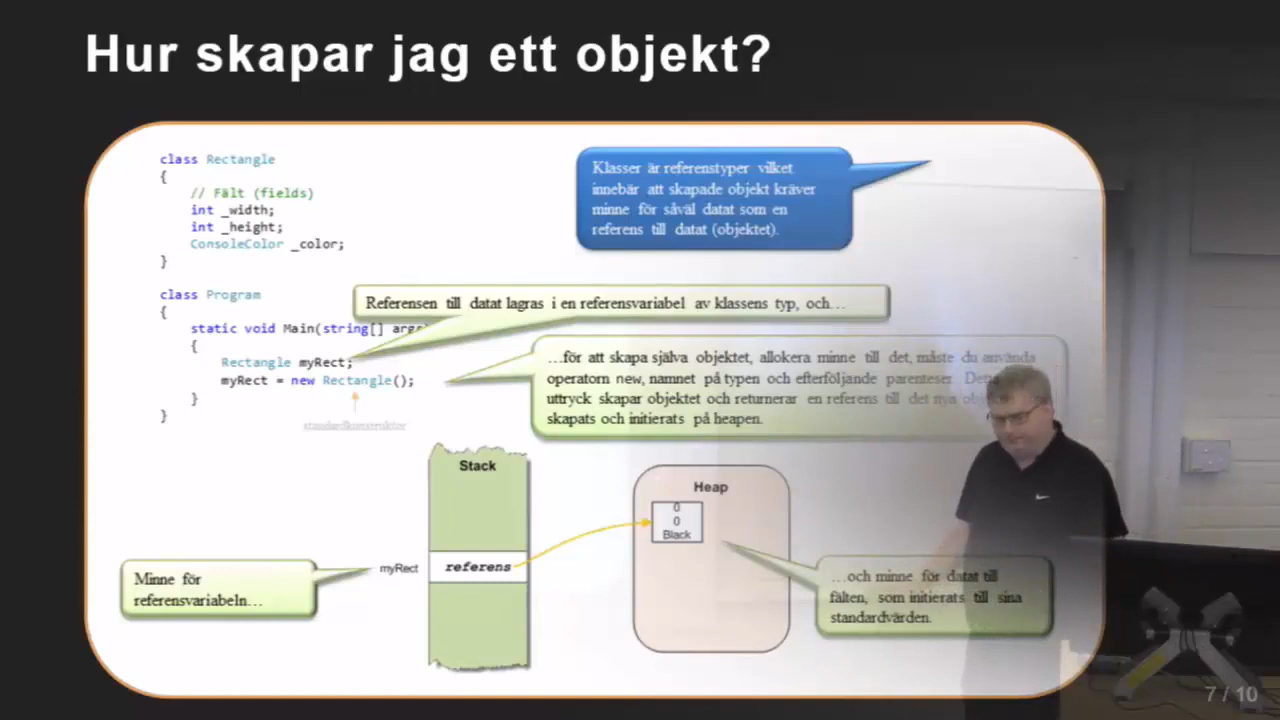 Hur skapar jag ett objekt?
class Rectangle
{
// Fält (fields)
int _width;
int _height;
ConsoleColor _color;
}
Klasser är referenstyper vilket
innebär att skapade objekt kräver
minne för såväl datat som en
referens till datat (objektet).
class Program
{
static void Main(string[] args
{
Rectangle myRect;
myRect = new Rectangle();
}
}
standardkonstruktor
Referensen till datat lagras i en referensvariabel av klassens typ, och…
…för att skapa själva objektet, allokera minne till det, måste du använda
operatorn new, namnet på typen och efterföljande parenteser.
uttryck skapar objektet och returnerar en referens till det nya
skapats och initierats på heapen.
Stack
Heap
0
0
Black
myRect
referens
Minne för
referensvariabeln…
…och minne för datat till
fälten, som initierats till sina
standardvärden.
7 / 10